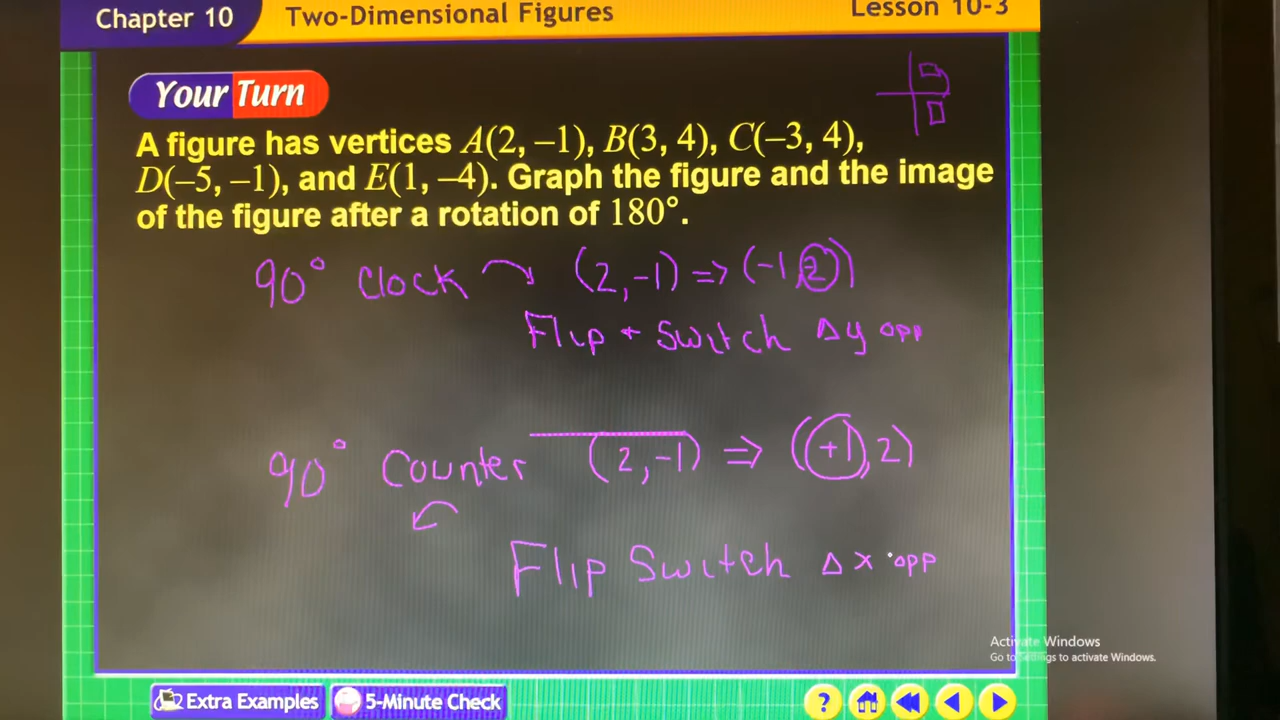 Chapter 10 Two-Dimensional Figures Lesson 10-3
Your Turn
A figure has vertices A(2, –1), B(3, 4), C(–3, 4),
D(–5, –1), and E(1, –4). Graph the figure and the image
of the figure after a rotation of 180°.
90° Clock (2,-1) => (-1, 2)
Flip + Switch Δy opp
90° Counter (2,-1) => (+1, 2)
Flip Switch Δx opp
Activate Windows
Go to Settings to activate Windows.
Extra Examples 5-Minute Check ?